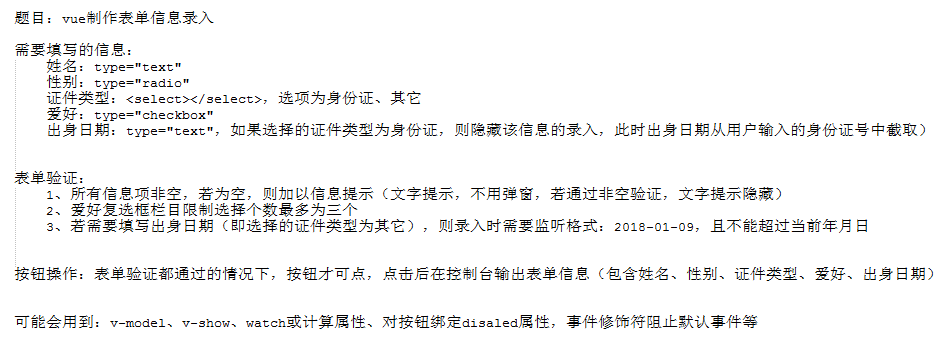 题目：vue制作表单信息录入
需要填写的信息：
姓名：type="text"
性别：type="radio"
证件类型：<select></select>，选项为身份证、其它
爱好：type="checkbox"
出身日期：type="text"，如果选择的证件类型为身份证，则隐藏该信息的录入，此时出身日期从用户输入的身份证号中截取）
表单验证：
1、所有信息项非空，若为空，则加以信息提示（文字提示，不用弹窗，若通过非空验证，文字提示隐藏）
2、爱好复选框栏目限制选择个数最多为三个
3、若需要填写出身日期（即选择的证件类型为其它），则录入时需要监听格式：2018-01-09，且不能超过当前年月日
按钮操作：表单验证都通过的情况下，按钮才可点，点击后在控制台输出表单信息（包含姓名、性别、证件类型、爱好、出身日期）
可能会用到：v-model、v-show、watch或计算属性、对按钮绑定disaled属性，事件修饰符阻止默认事件等